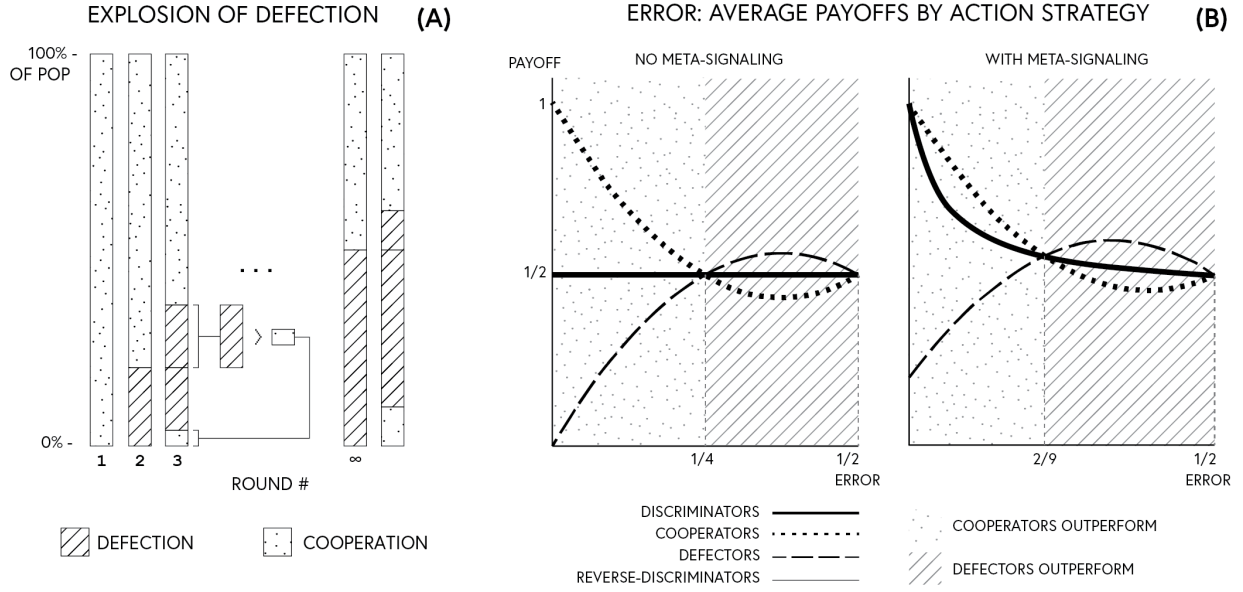 EXPLOSION OF DEFECTION
(A)
100% -
OF POP
...
0% -
1 2 3 ∞
ROUND #
DEFECTION
COOPERATION
ERROR: AVERAGE PAYOFFS BY ACTION STRATEGY
(B)
PAYOFF
NO META-SIGNALING
WITH META-SIGNALING
1
1/2
1/4 1/2
ERROR
2/9 1/2
ERROR
DISCRIMINATORS
COOPERATORS
DEFECTORS
REVERSE-DISCRIMINATORS
COOPERATORS OUTPERFORM
DEFECTORS OUTPERFORM